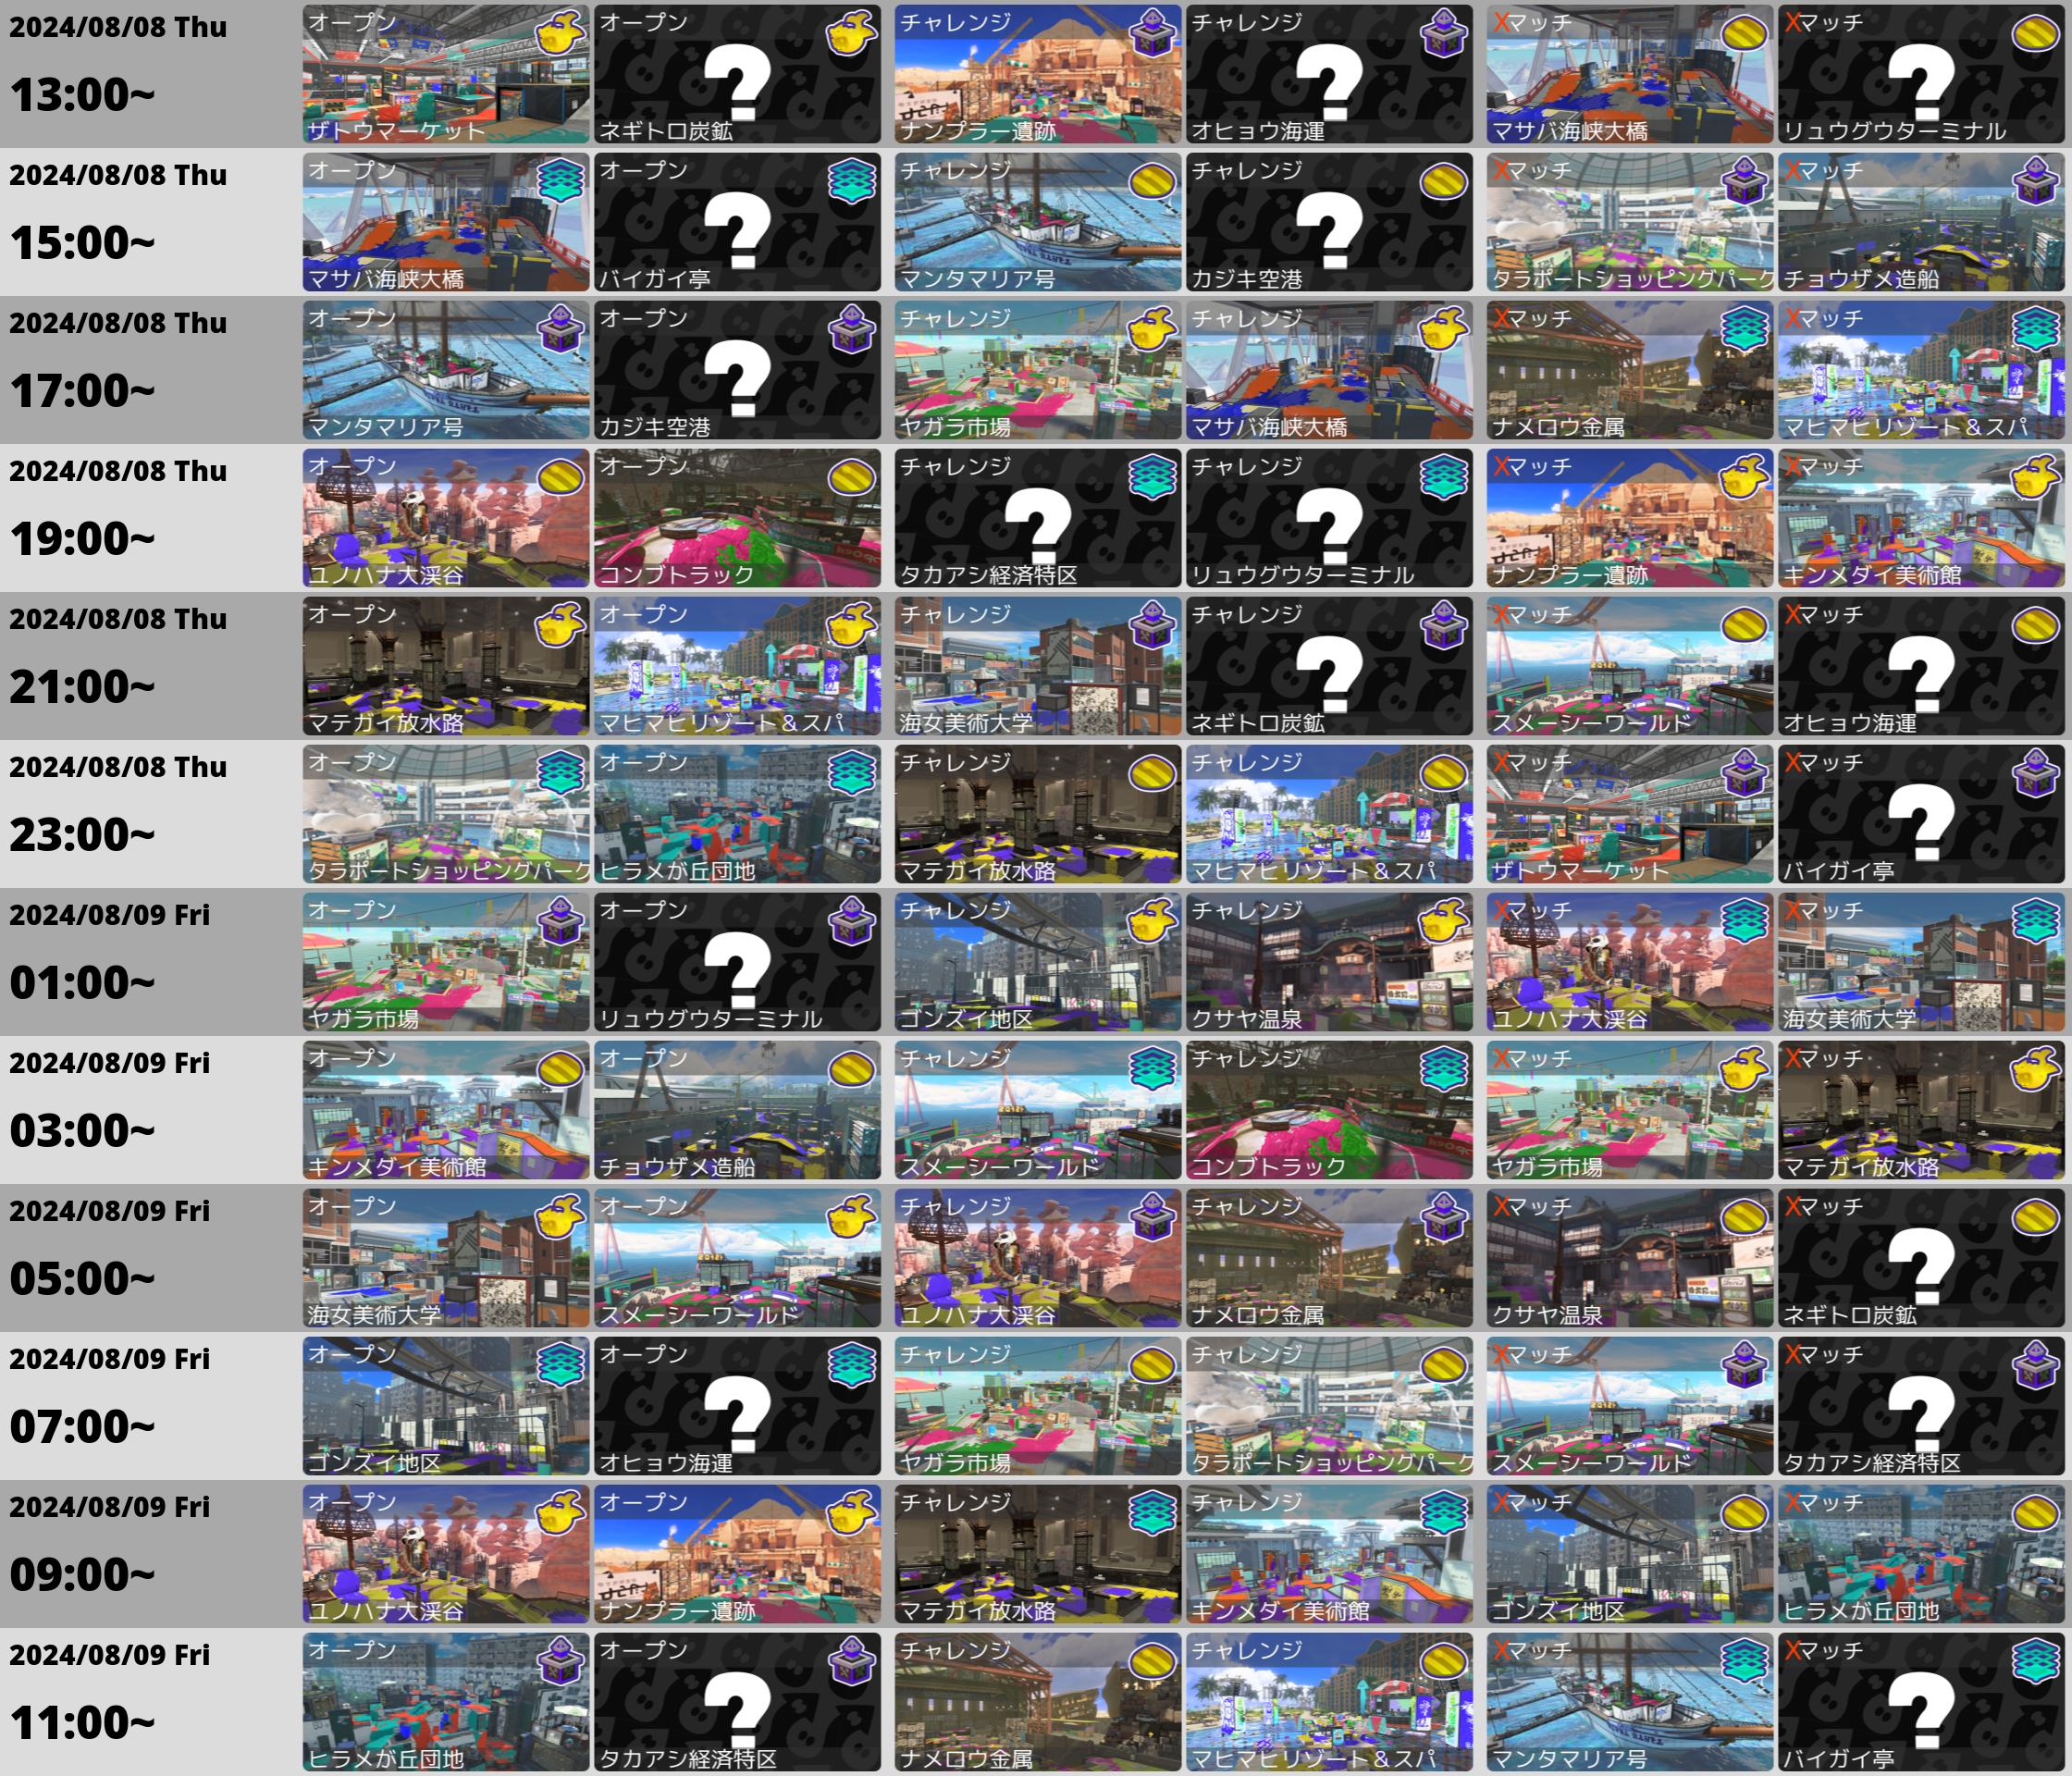 2024/08/08 Thu
13:00~
オープン
ザトウマーケット
オープン
ネギトロ炭鉱
チャレンジ
ナンプラー遺跡
チャレンジ
オヒョウ海運
Xマッチ
マサバ海峡大橋
Xマッチ
リュウグウターミナル
2024/08/08 Thu
15:00~
オープン
マサバ海峡大橋
オープン
バイガイ亭
チャレンジ
マンタマリア号
チャレンジ
カジキ空港
Xマッチ
タラポートショッピングパーク
Xマッチ
チョウザメ造船
2024/08/08 Thu
17:00~
オープン
マンタマリア号
オープン
カジキ空港
チャレンジ
ヤガラ市場
チャレンジ
マサバ海峡大橋
Xマッチ
ナメロウ金属
Xマッチ
マヒマヒリゾート＆スパ
2024/08/08 Thu
19:00~
オープン
ユノハナ大渓谷
オープン
コンブトラック
チャレンジ
タカアシ経済特区
チャレンジ
リュウグウターミナル
Xマッチ
ナンプラー遺跡
Xマッチ
キンメダイ美術館
2024/08/08 Thu
21:00~
オープン
マテガイ放水路
オープン
マヒマヒリゾート＆スパ
チャレンジ
海女美術大学
チャレンジ
ネギトロ炭鉱
Xマッチ
スメーシーワールド
Xマッチ
オヒョウ海運
2024/08/08 Thu
23:00~
オープン
タラポートショッピングパーク
オープン
ヒラメが丘団地
チャレンジ
マテガイ放水路
チャレンジ
マヒマヒリゾート＆スパ
Xマッチ
ザトウマーケット
Xマッチ
バイガイ亭
2024/08/09 Fri
01:00~
オープン
ヤガラ市場
オープン
リュウグウターミナル
チャレンジ
ゴンズイ地区
チャレンジ
クサヤ温泉
Xマッチ
ユノハナ大渓谷
Xマッチ
海女美術大学
2024/08/09 Fri
03:00~
オープン
キンメダイ美術館
オープン
チョウザメ造船
チャレンジ
スメーシーワールド
チャレンジ
コンブトラック
Xマッチ
ヤガラ市場
Xマッチ
マテガイ放水路
2024/08/09 Fri
05:00~
オープン
海女美術大学
オープン
スメーシーワールド
チャレンジ
ユノハナ大渓谷
チャレンジ
ナメロウ金属
Xマッチ
クサヤ温泉
Xマッチ
ネギトロ炭鉱
2024/08/09 Fri
07:00~
オープン
ゴンズイ地区
オープン
オヒョウ海運
チャレンジ
ヤガラ市場
チャレンジ
タラポートショッピングパーク
Xマッチ
スメーシーワールド
Xマッチ
タカアシ経済特区
2024/08/09 Fri
09:00~
オープン
ユノハナ大渓谷
オープン
ナンプラー遺跡
チャレンジ
マテガイ放水路
チャレンジ
キンメダイ美術館
Xマッチ
ゴンズイ地区
Xマッチ
ヒラメが丘団地
2024/08/09 Fri
11:00~
オープン
ヒラメが丘団地
オープン
タカアシ経済特区
チャレンジ
ナメロウ金属
チャレンジ
マヒマヒリゾート＆スパ
Xマッチ
マンタマリア号
Xマッチ
バイガイ亭